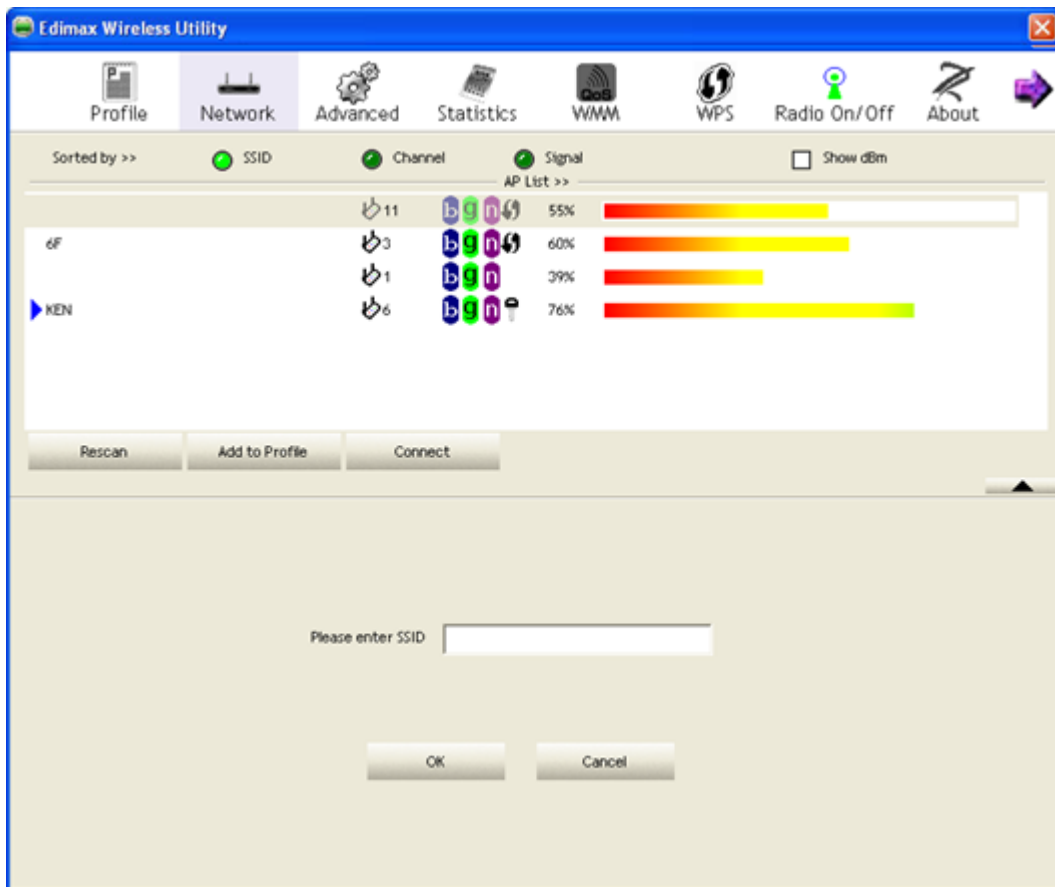 Edimax Wireless Utility
Profile Network Advanced Statistics QoS WMM WPS Radio On/Off About
Sorted by >> SSID Channel Signal Show dBm
AP List >>
11 b g n 55%
6F 3 b g n 60%
1 b g n 39%
KEN 6 b g n 76%
Rescan Add to Profile Connect
Please enter SSID
OK Cancel